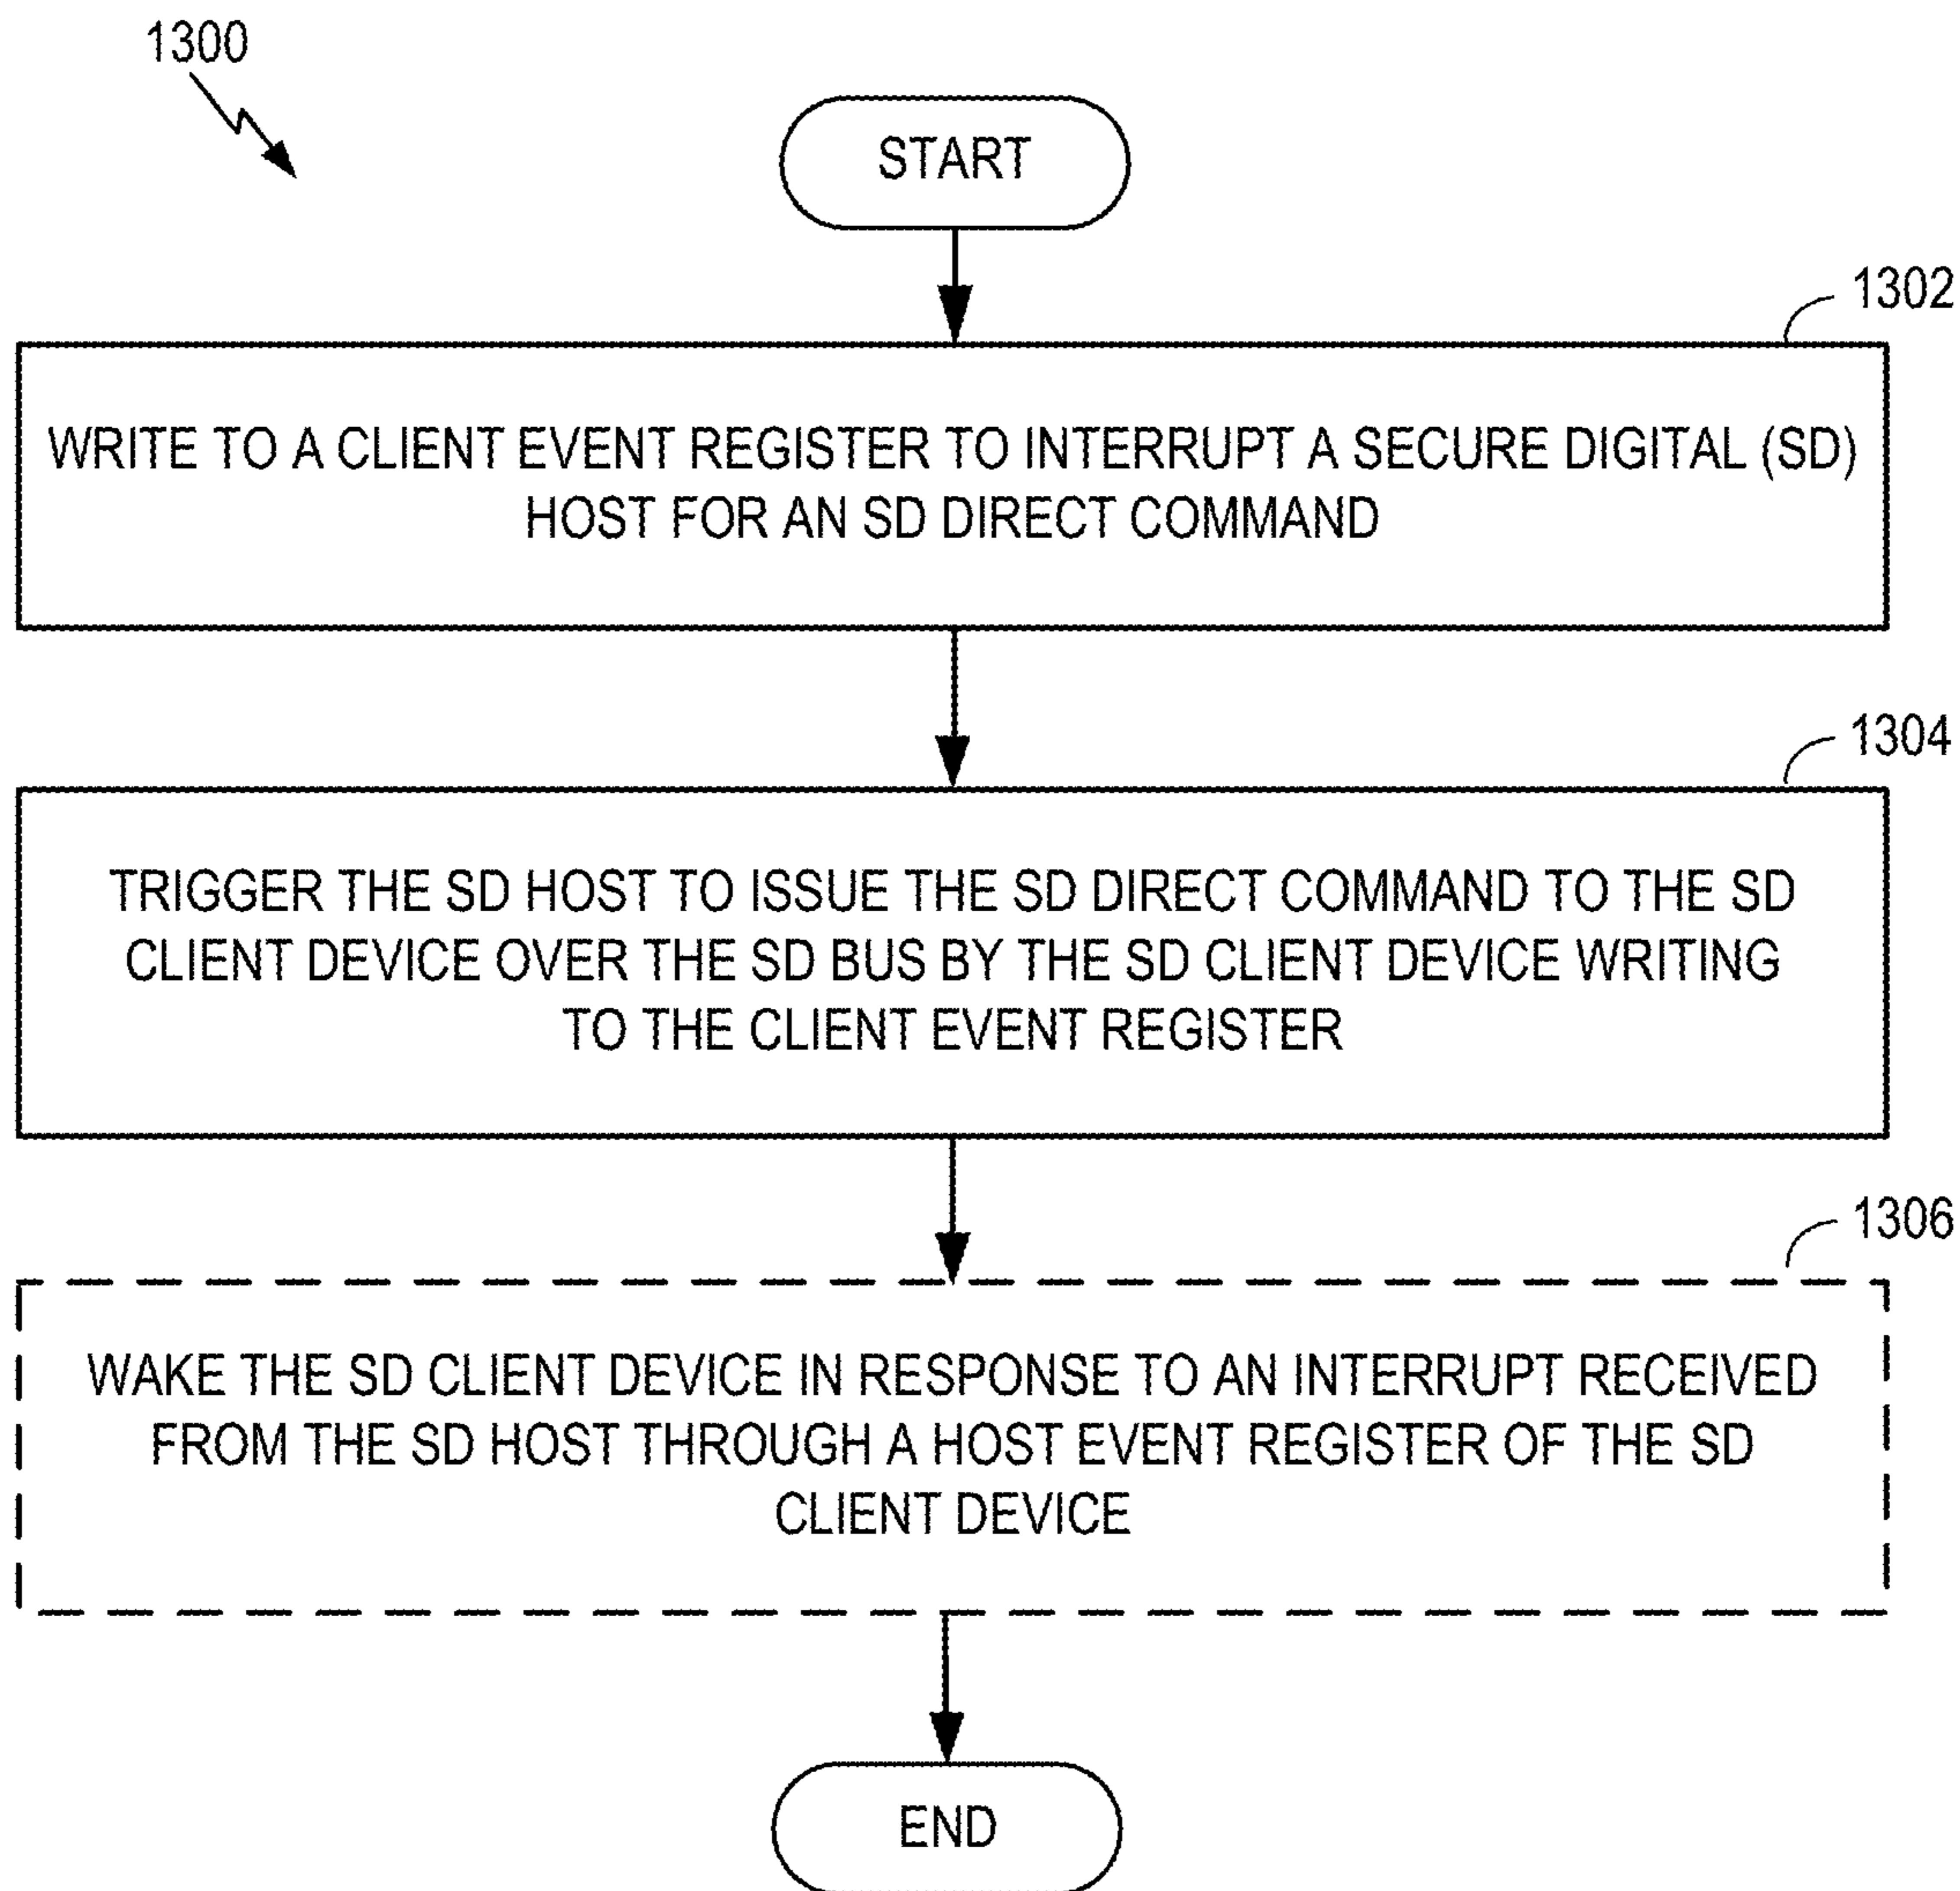 1300
START
1302
WRITE TO A CLIENT EVENT REGISTER TO INTERRUPT A SECURE DIGITAL (SD)
HOST FOR AN SD DIRECT COMMAND
1304
TRIGGER THE SD HOST TO ISSUE THE SD DIRECT COMMAND TO THE SD
CLIENT DEVICE OVER THE SD BUS BY THE SD CLIENT DEVICE WRITING
TO THE CLIENT EVENT REGISTER
1306
WAKE THE SD CLIENT DEVICE IN RESPONSE TO AN INTERRUPT RECEIVED
FROM THE SD HOST THROUGH A HOST EVENT REGISTER OF THE SD
CLIENT DEVICE
END